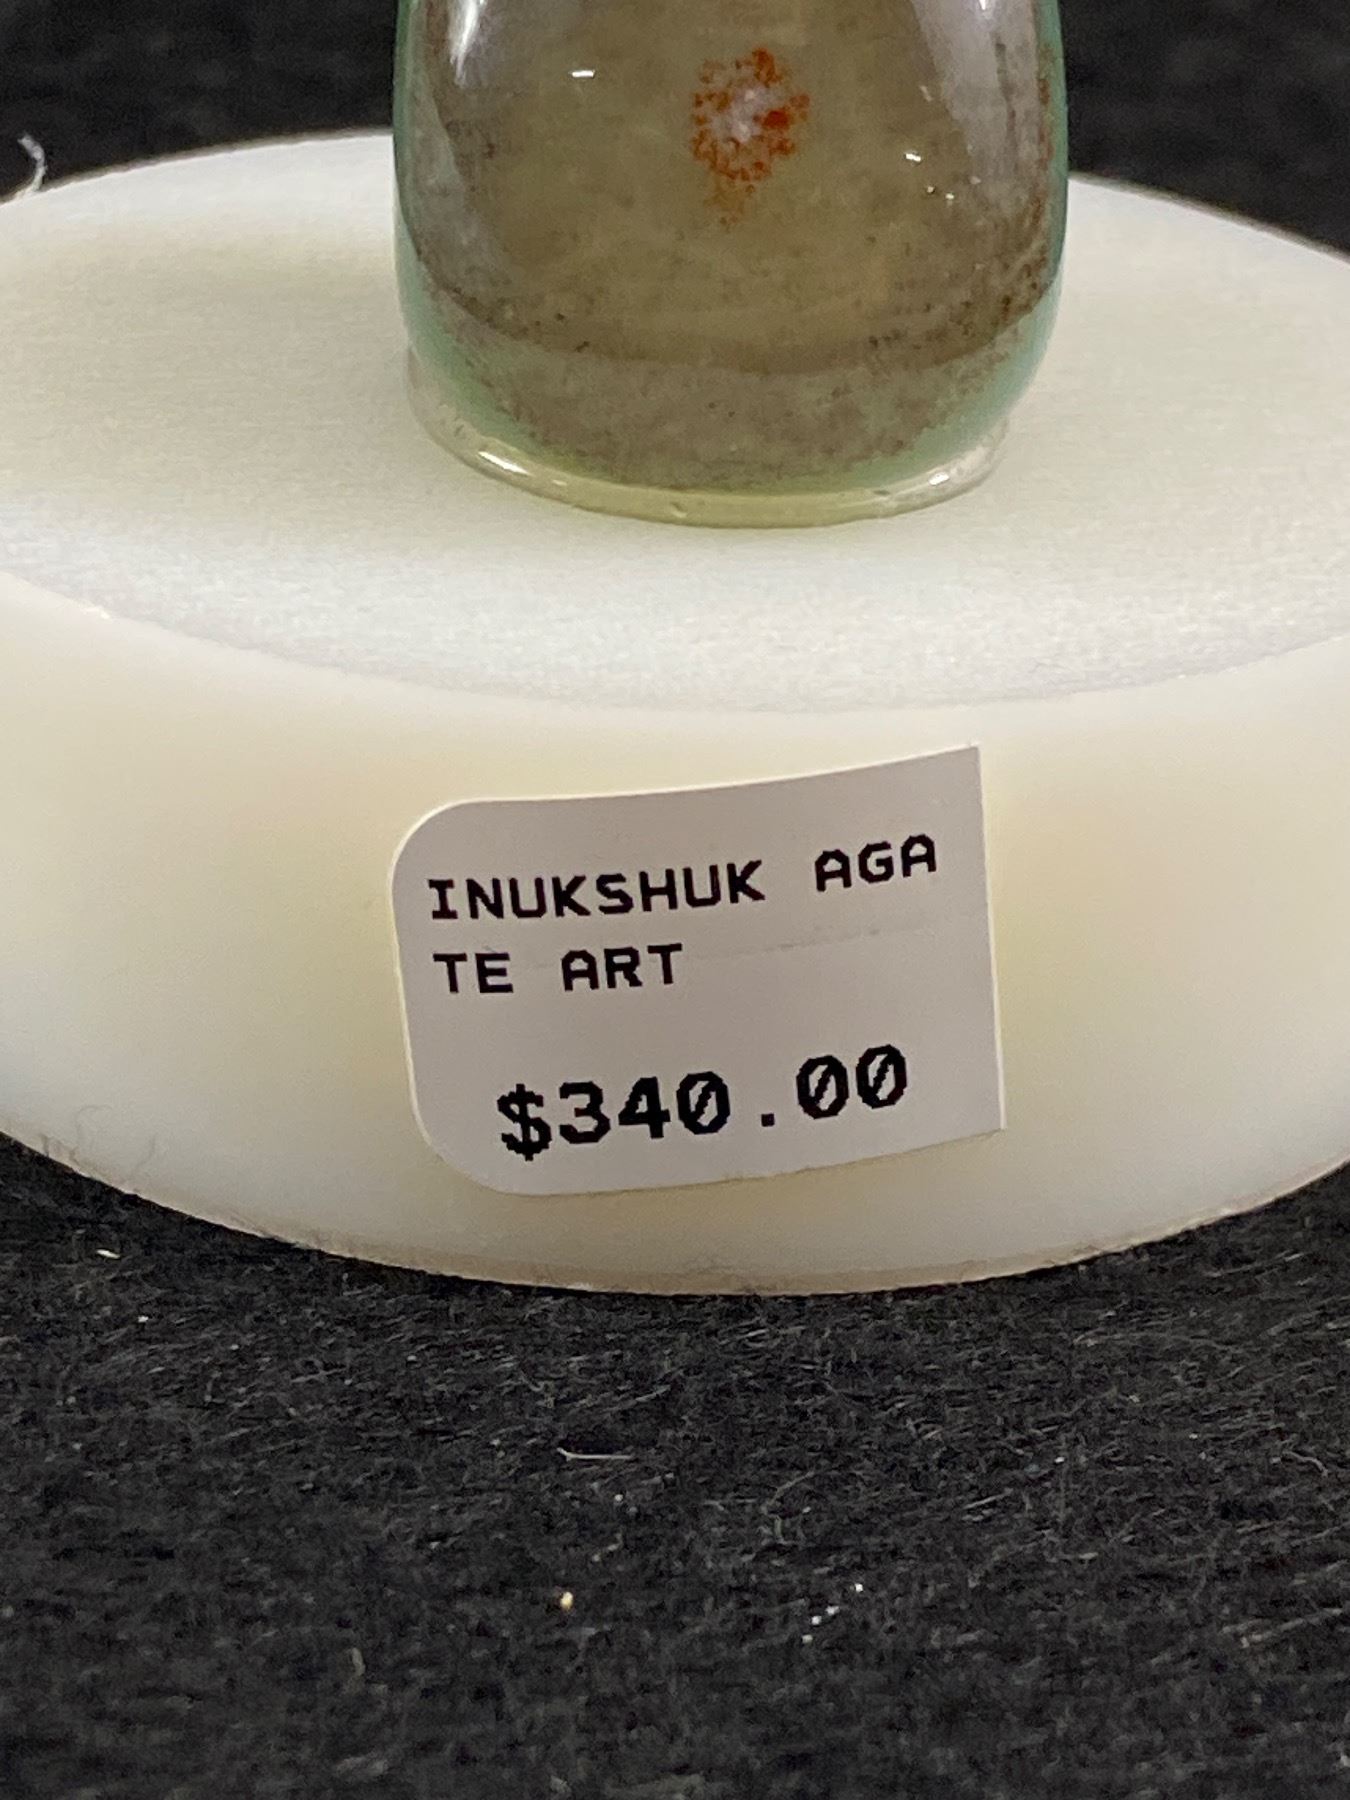 INUKSHUK AGA
TE ART
$340.00